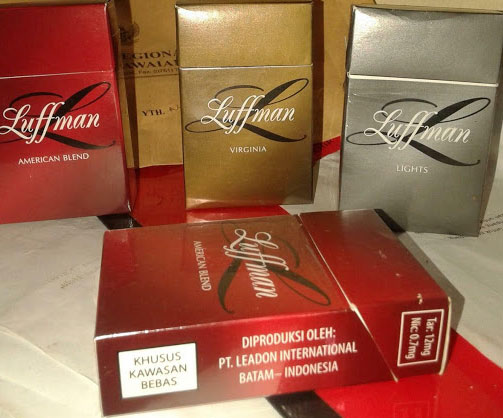 Luffman
AMERICAN BLEND
Luffman
VIRGINIA
Luffman
LIGHTS
YTH.
Luffman
AMERICAN BLEND
KHUSUS
KAWASAN
BEBAS
DIPRODUKSI OLEH:
PT. LEADON INTERNATIONAL
BATAM – INDONESIA
Tar: 12mg
Nic: 0.7mg